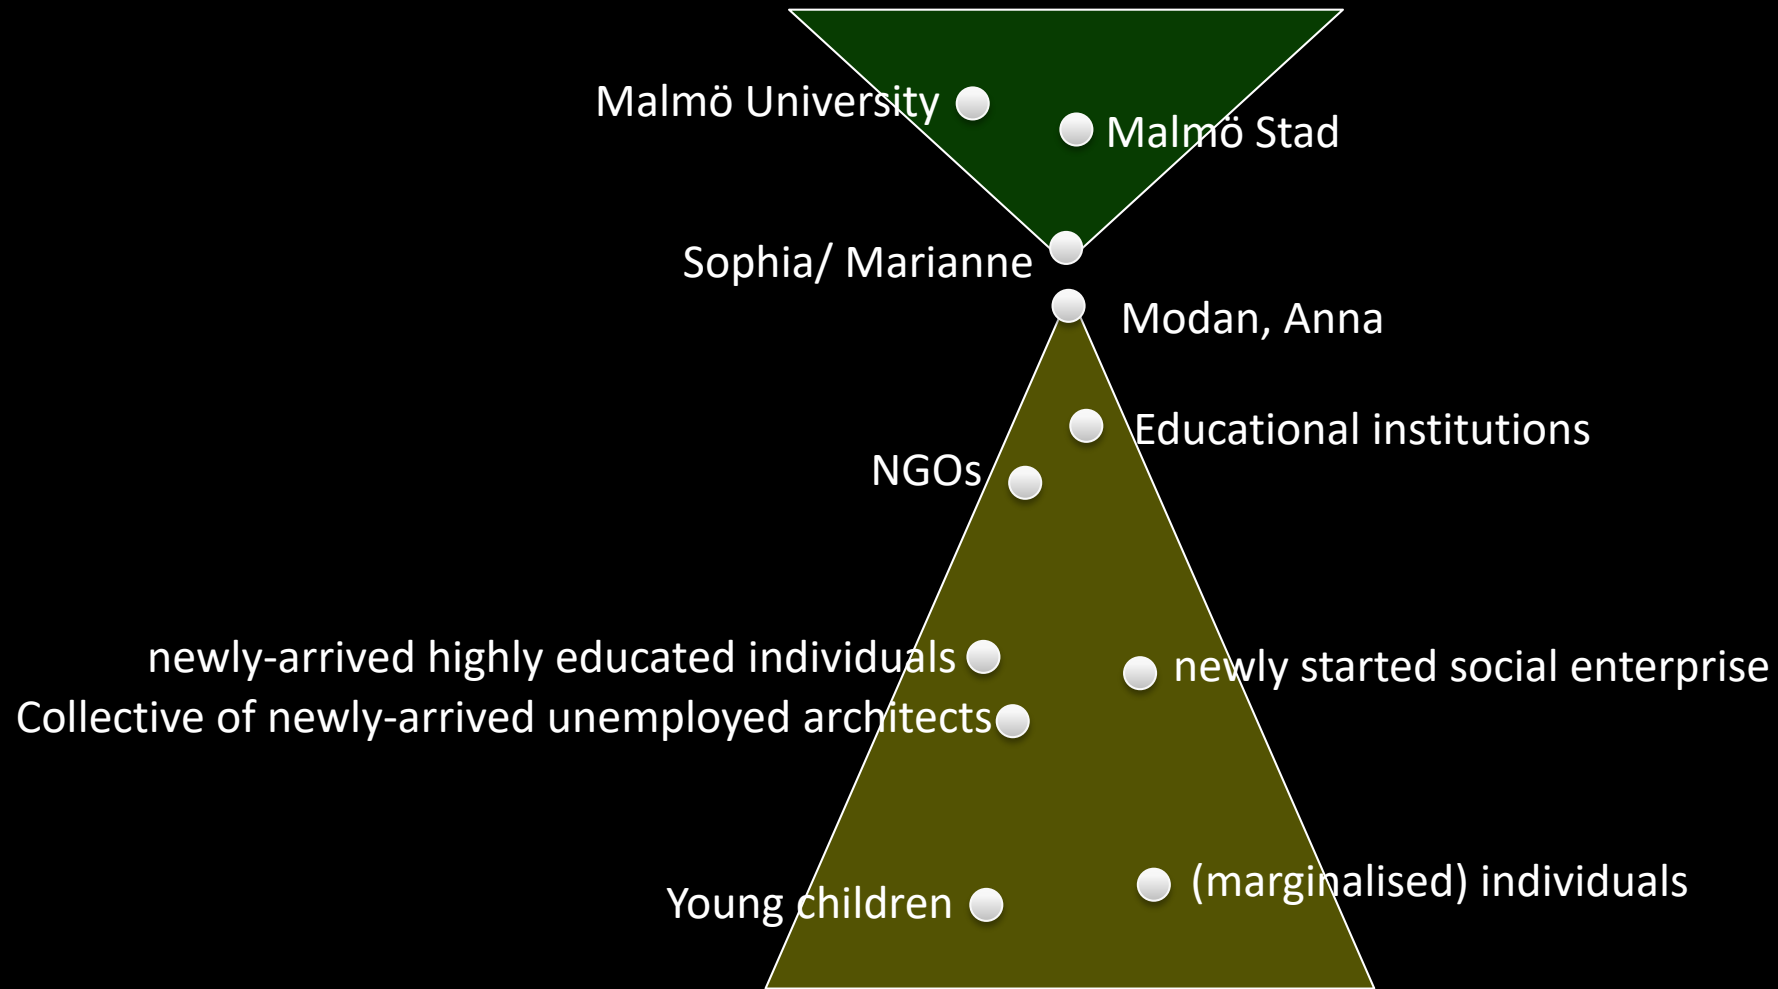 Malmö University
Malmö Stad
Sophia/ Marianne
Modan, Anna
Educational institutions
NGOs
newly-arrived highly educated individuals
newly started social enterprise
Collective of newly-arrived unemployed architects
(marginalised) individuals
Young children